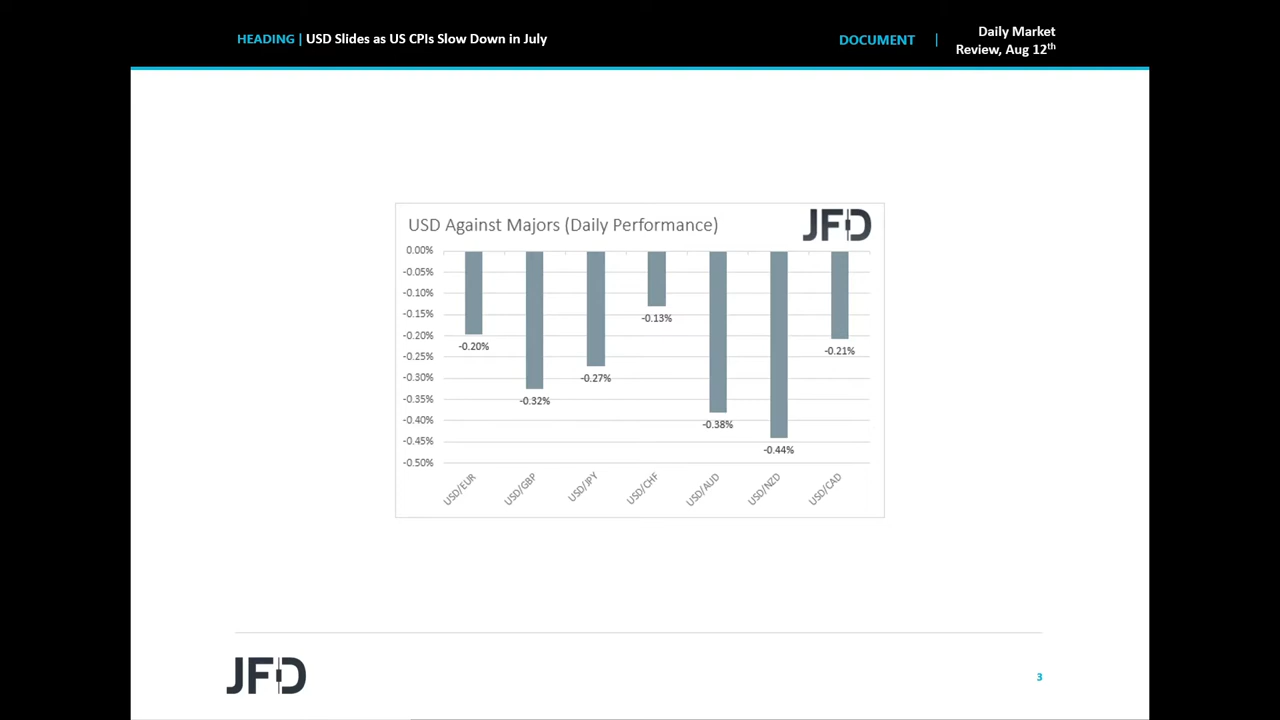 HEADING | USD Slides as US CPIs Slow Down in July
DOCUMENT |
Daily Market
Review, Aug 12th
USD Against Majors (Daily Performance)
JFD
0.00%
-0.05%
-0.10%
-0.15%
-0.20%
-0.25%
-0.30%
-0.35%
-0.40%
-0.45%
-0.50%
-0.20%
-0.32%
-0.27%
-0.13%
-0.38%
-0.44%
-0.21%
USD/EUR
USD/GBP
USD/JPY
USD/CHF
USD/AUD
USD/NZD
USD/CAD
JFD
3